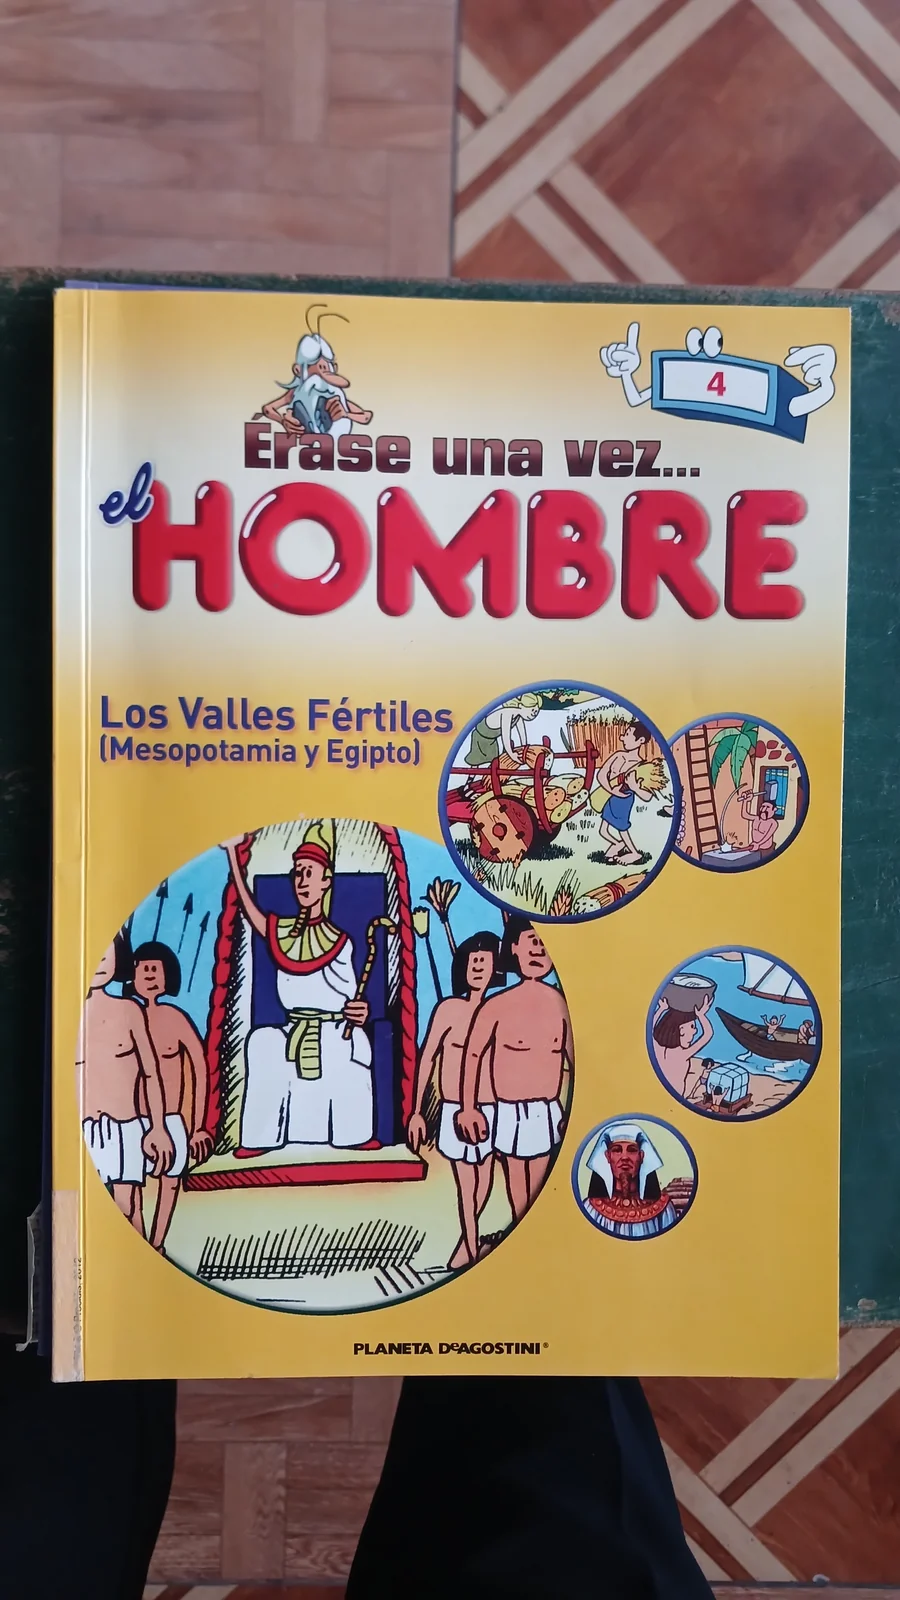 4
Erase una vez...
el HOMBRE
Los Valles Fértiles
(Mesopotamia y Egipto)
PLANETA DeAGOSTINI®